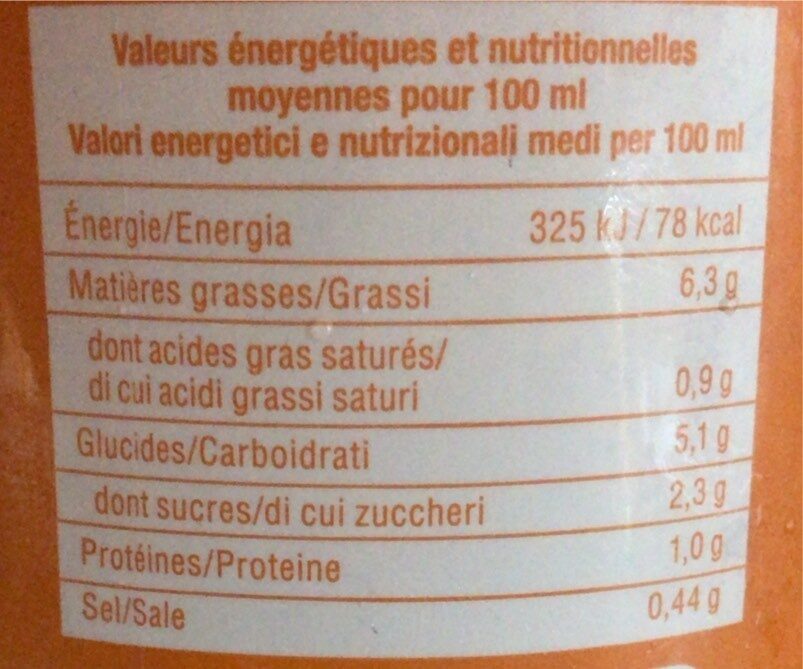 Valeurs énergétiques et nutritionnelles
moyennes pour 100 ml
Valori energetici e nutrizionali medi per 100 ml
Énergie/Energia 325 kJ / 78 kcal
Matières grasses/Grassi 6,3 g
dont acides gras saturés/
di cui acidi grassi saturi 0,9 g
Glucides/Carboidrati 5,1 g
dont sucres/di cui zuccheri 2,3 g
Protéines/Proteine 1,0 g
Sel/Sale 0,44 g